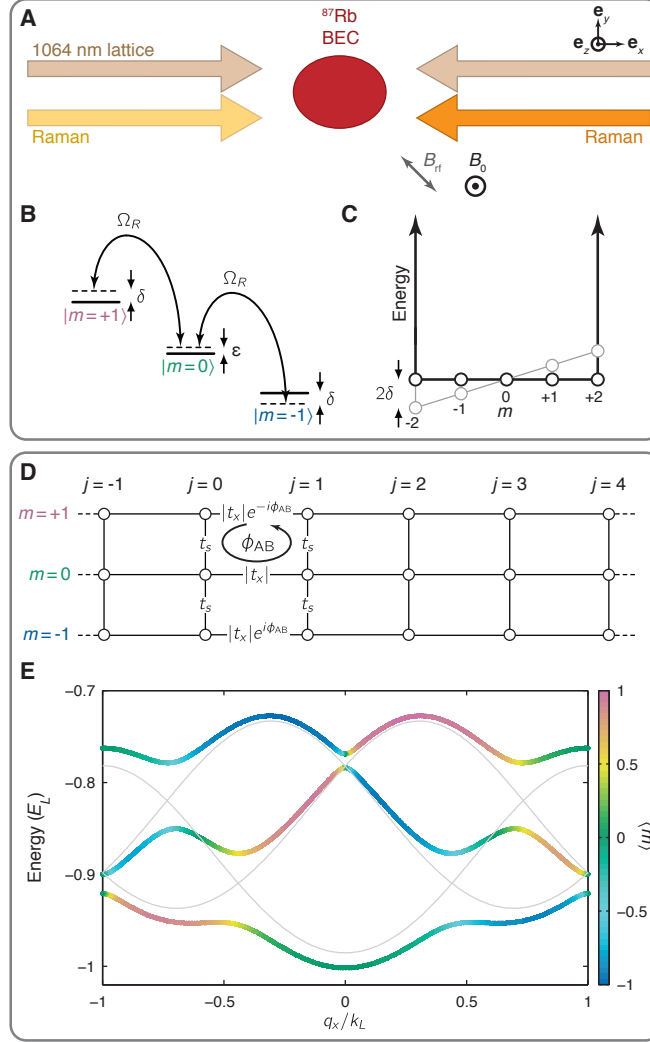 A
87Rb
BEC
1064 nm lattice
Raman
Raman
e_y
e_z
e_x
B_rf
B_0
B
Ω_R
Ω_R
δ
|m=+1⟩
ε
|m=0⟩
δ
|m=-1⟩
C
Energy
2δ
-2
-1
0
+1
+2
m
D
j = -1
j = 0
j = 1
j = 2
j = 3
j = 4
m=+1
|t_x|e^{-iϕ_AB}
t_s
ϕ_AB
t_s
m=0
|t_x|
t_s
t_s
m=-1
|t_x|e^{iϕ_AB}
E
Energy (E_L)
−0.7
−0.8
−0.9
−1
-1
−0.5
0
0.5
1
q_x/k_L
1
0.5
0
−0.5
−1
⟨m⟩